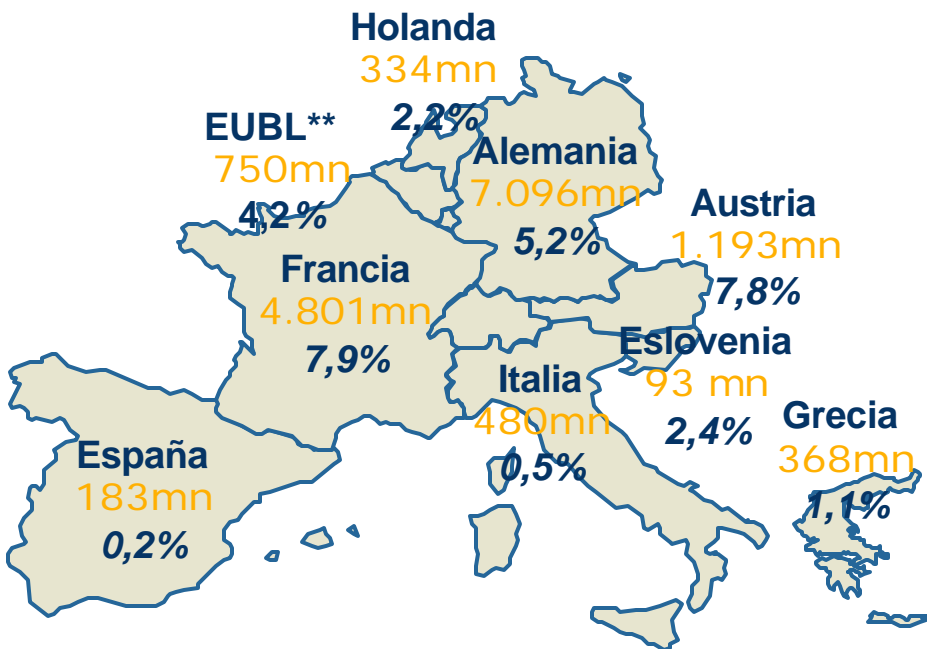 Holanda
334mn
2,2%
EUBL**
750mn
4,2%
Alemania
7.096mn
5,2%
Austria
1.193mn
7,8%
Francia
4.801mn
7,9%
Eslovenia
93 mn
2,4%
Italia
480mn
0,5%
Grecia
368mn
1,1%
España
183mn
0,2%